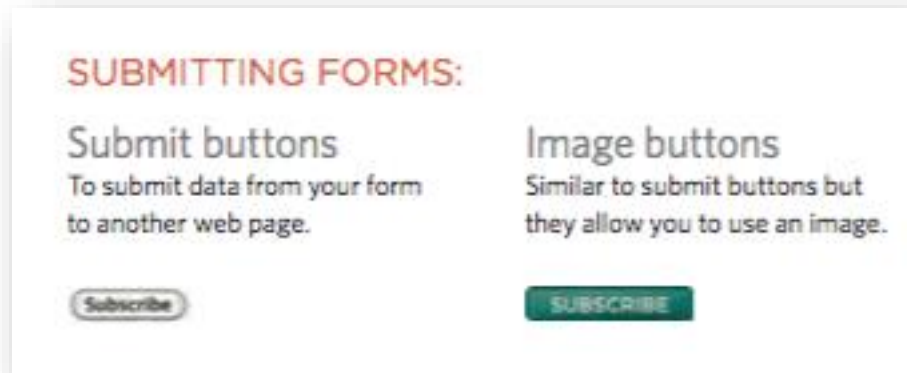 SUBMITTING FORMS:
Submit buttons
To submit data from your form
to another web page.
Subscribe
Image buttons
Similar to submit buttons but
they allow you to use an image.
SUBSCRIBE